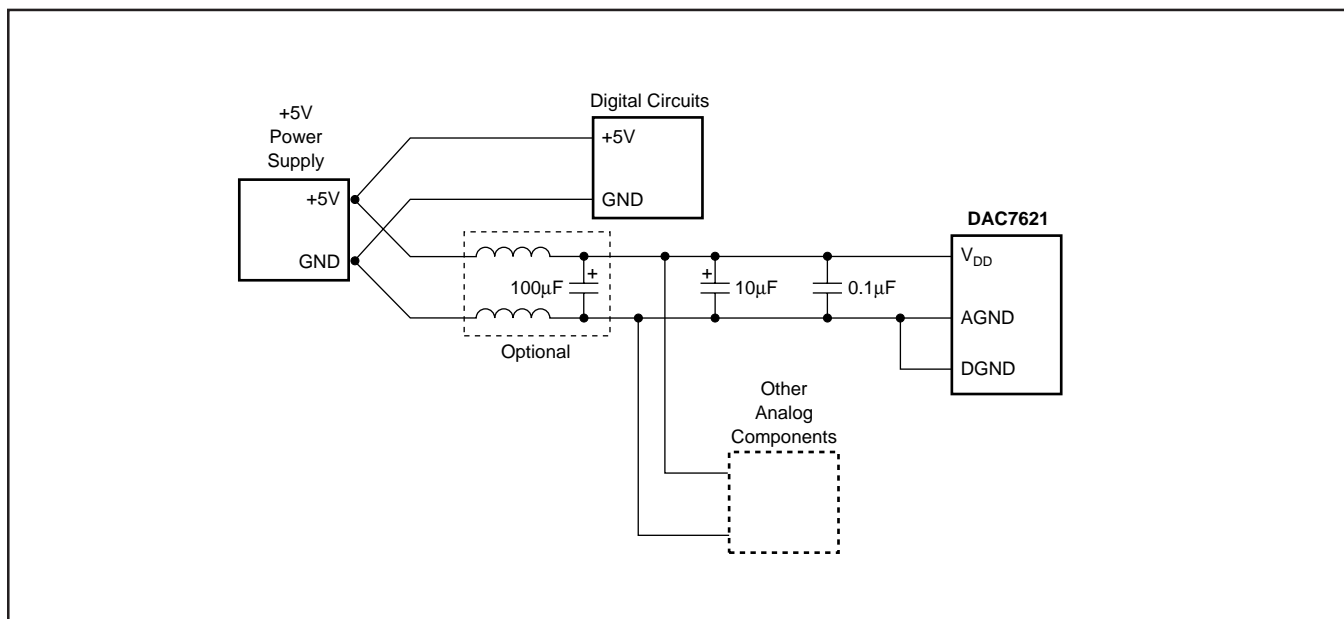 +5V
Power
Supply
+5V
GND
Digital Circuits
+5V
GND
100µF
+
Optional
+
10µF
0.1µF
DAC7621
VDD
AGND
DGND
Other
Analog
Components